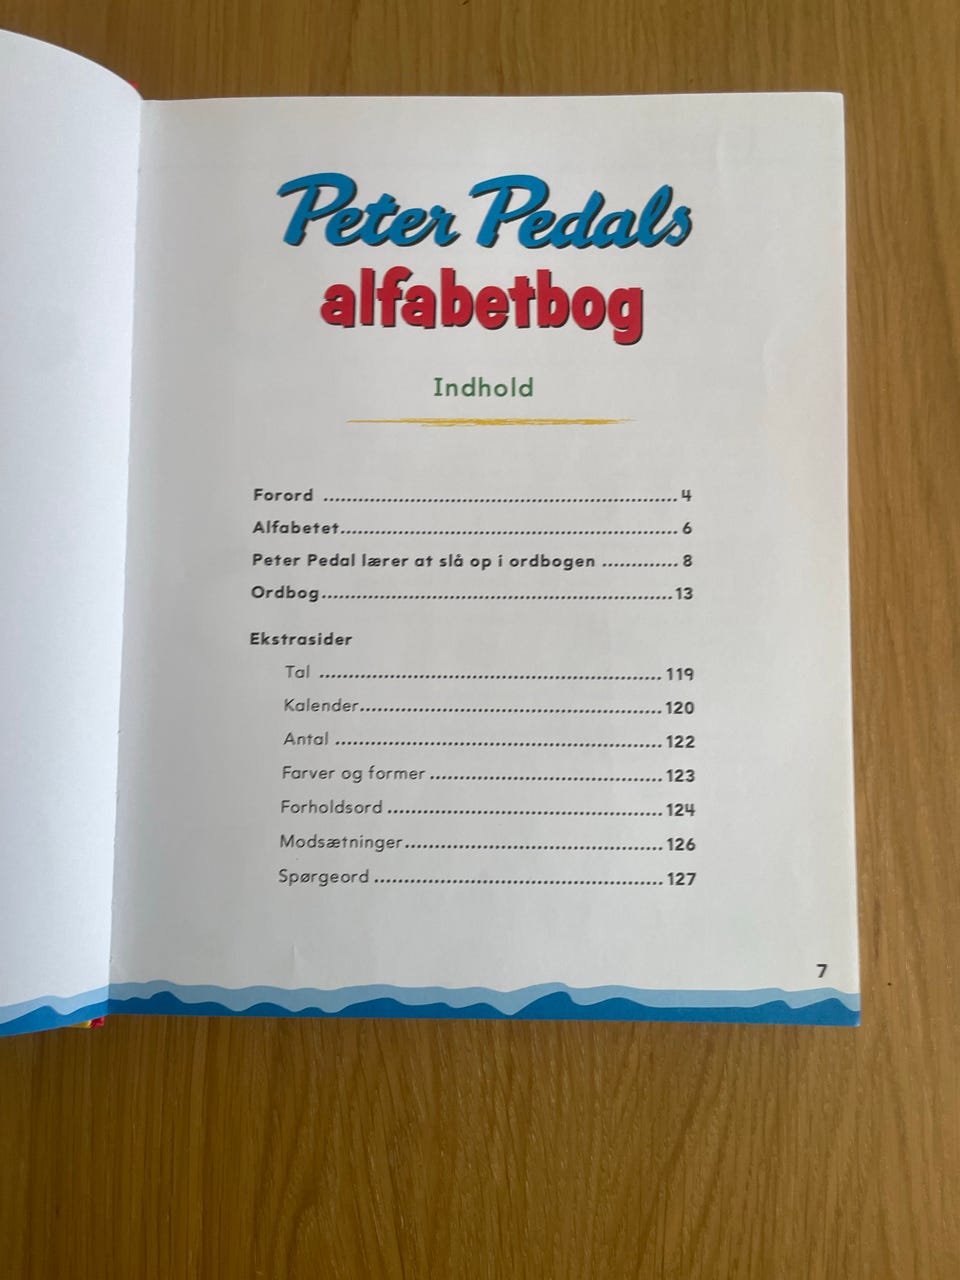 Peter Pedals
alfabetbog
Indhold
Forord ................................................ 4
Alfabetet............................................... 6
Peter Pedal lærer at slå op i ordbogen ............. 8
Ordbog.................................................. 13
Ekstrasider
Tal ................................................ 119
Kalender........................................... 120
Antal .............................................. 122
Farver og former ................................. 123
Forholdsord ....................................... 124
Modsætninger..................................... 126
Spørgeord ......................................... 127
7